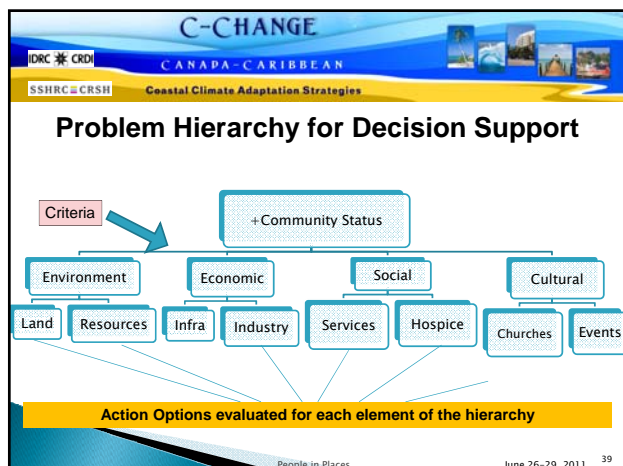 C-CHANGE
IDRC CRDI
CANAPA-CARIBBEAN
SSHRC≡CRSH
Coastal Climate Adaptation Strategies
Problem Hierarchy for Decision Support
Criteria
+Community Status
Environment Economic Social Cultural
Land Resources Infra Industry Services Hospice Churches Events
Action Options evaluated for each element of the hierarchy
People in Places June 26-29, 2011 39